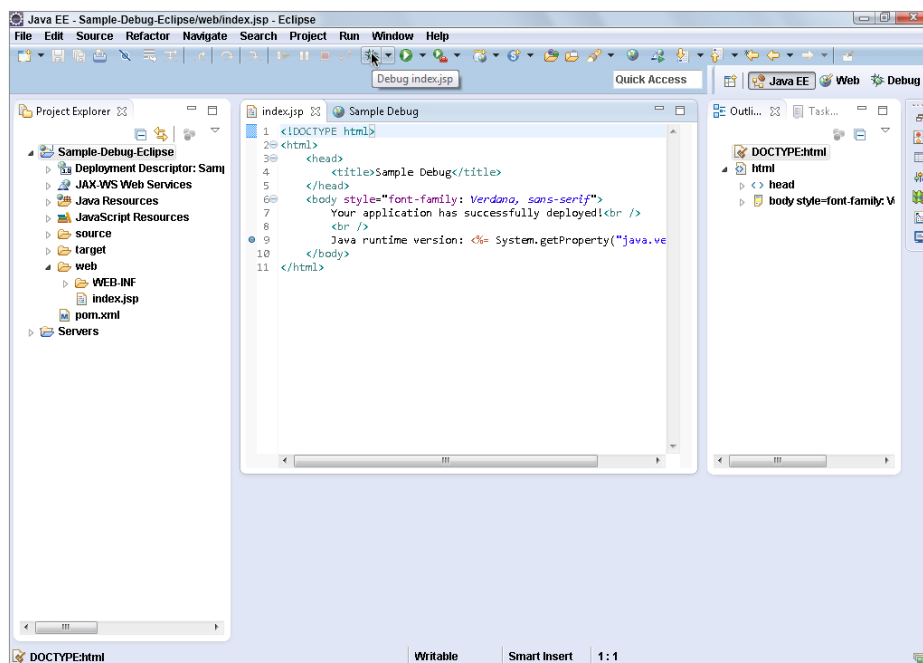 Java EE - Sample-Debug-Eclipse/web/index.jsp - Eclipse
File Edit Source Refactor Navigate Search Project Run Window Help
Debug index.jsp
Quick Access
Java EE
Web
Debug
Project Explorer
Sample-Debug-Eclipse
Deployment Descriptor: Samp
JAX-WS Web Services
Java Resources
JavaScript Resources
source
target
web
WEB-INF
index.jsp
pom.xml
Servers
index.jsp
Sample Debug
1 <!DOCTYPE html>
2 <html>
3 <head>
4 <title>Sample Debug</title>
5 </head>
6 <body style="font-family: Verdana, sans-serif">
7 Your application has successfully deployed!<br />
8 <br />
9 Java runtime version: <%= System.getProperty("java.ve
10 </body>
11 </html>
Outli...
Task...
DOCTYPE:html
html
head
body style=font-family: V
DOCTYPE:html
Writable
Smart Insert
1 : 1